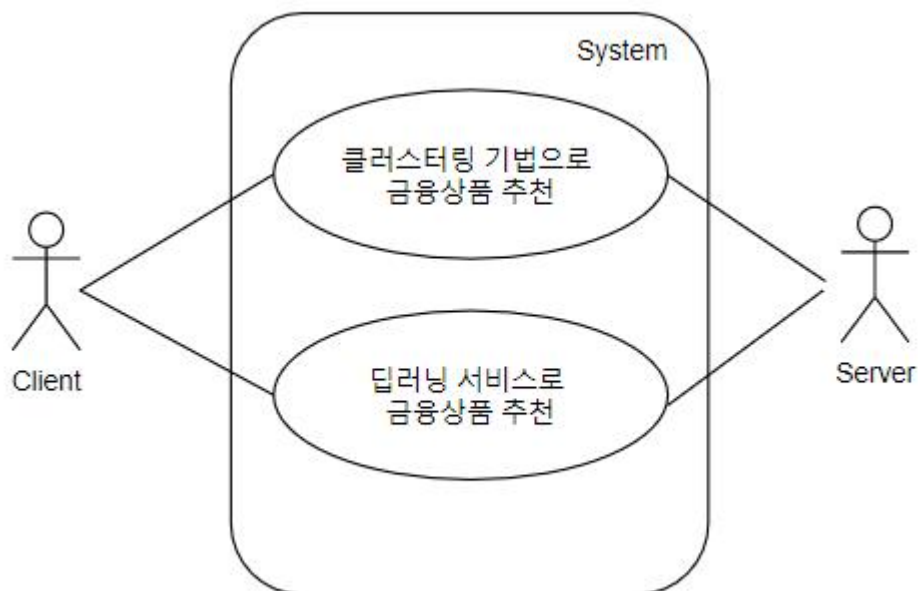 System
클러스터링 기법으로
금융상품 추천
딥러닝 서비스로
금융상품 추천
Client
Server